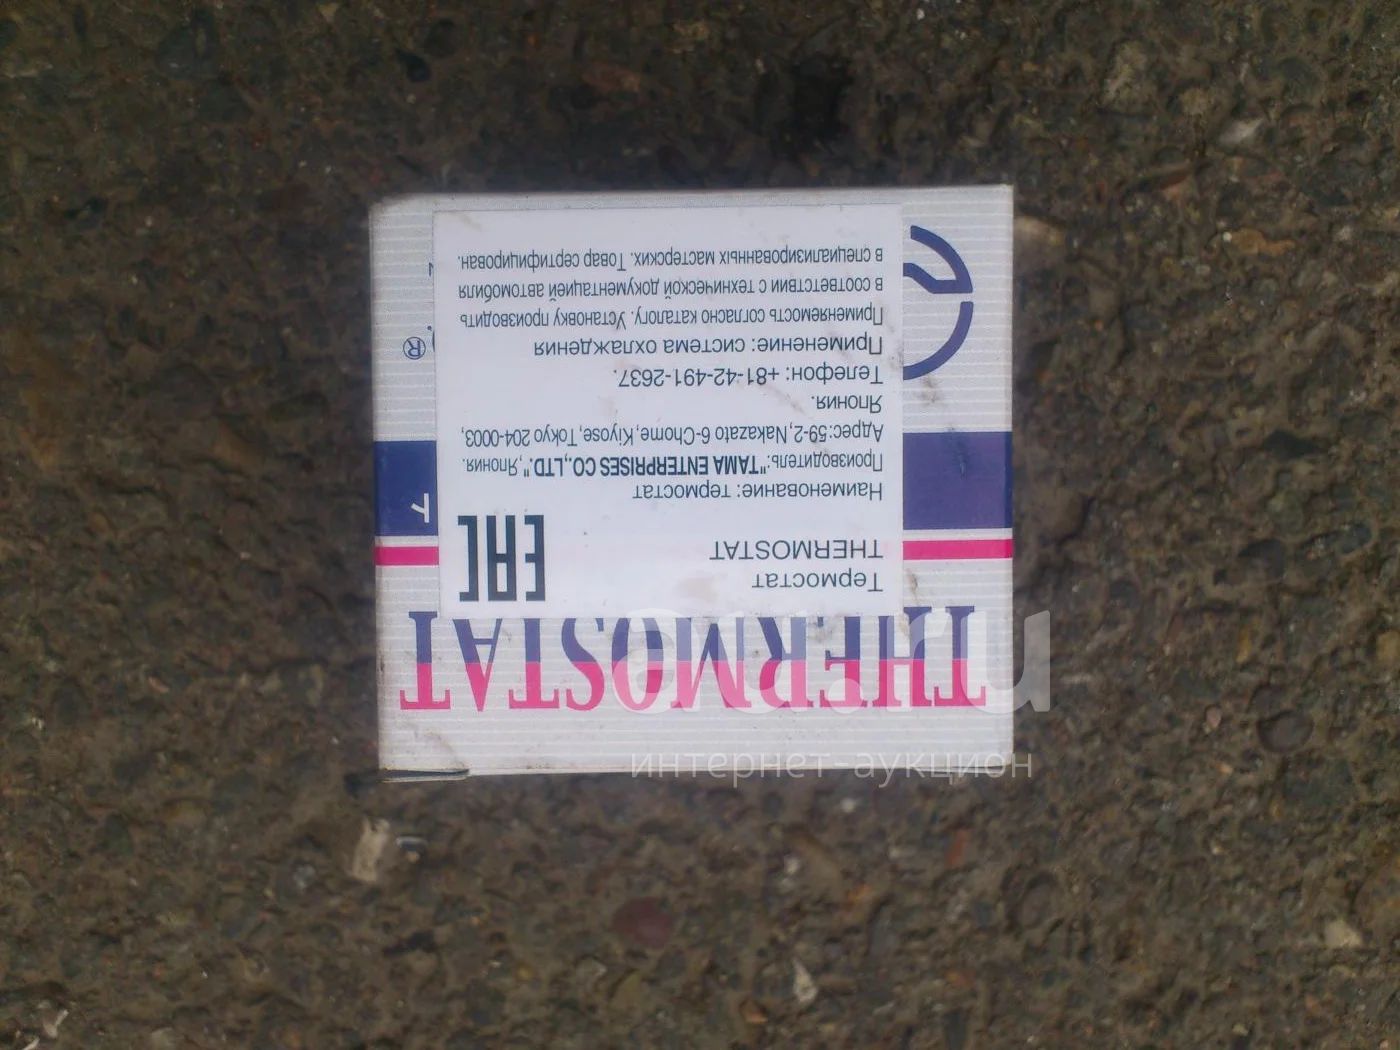 THERMOSTAT
Термостат
THERMOSTAT
EAC
Наименование: термостат
Производитель:"TAMA ENTERPRISES CO.,LTD.",Япония.
Адрес:59-2,Nakazato 6-Chome,Kiyose,Tokyo 204-0003,
Япония.
Телефон: +81-42-491-2637.
Применение: система охлаждения
Применяемость согласно каталогу. Установку производить
в соответствии с технической документацией автомобиля
в специализированных мастерских. Товар сертифицирован.
®
au.ru
интернет-аукцион